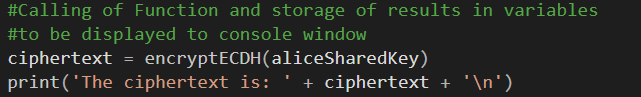 #Calling of Function and storage of results in variables
#to be displayed to console window
ciphertext = encryptECDH(aliceSharedKey)
print('The ciphertext is: ' + ciphertext + '\n')